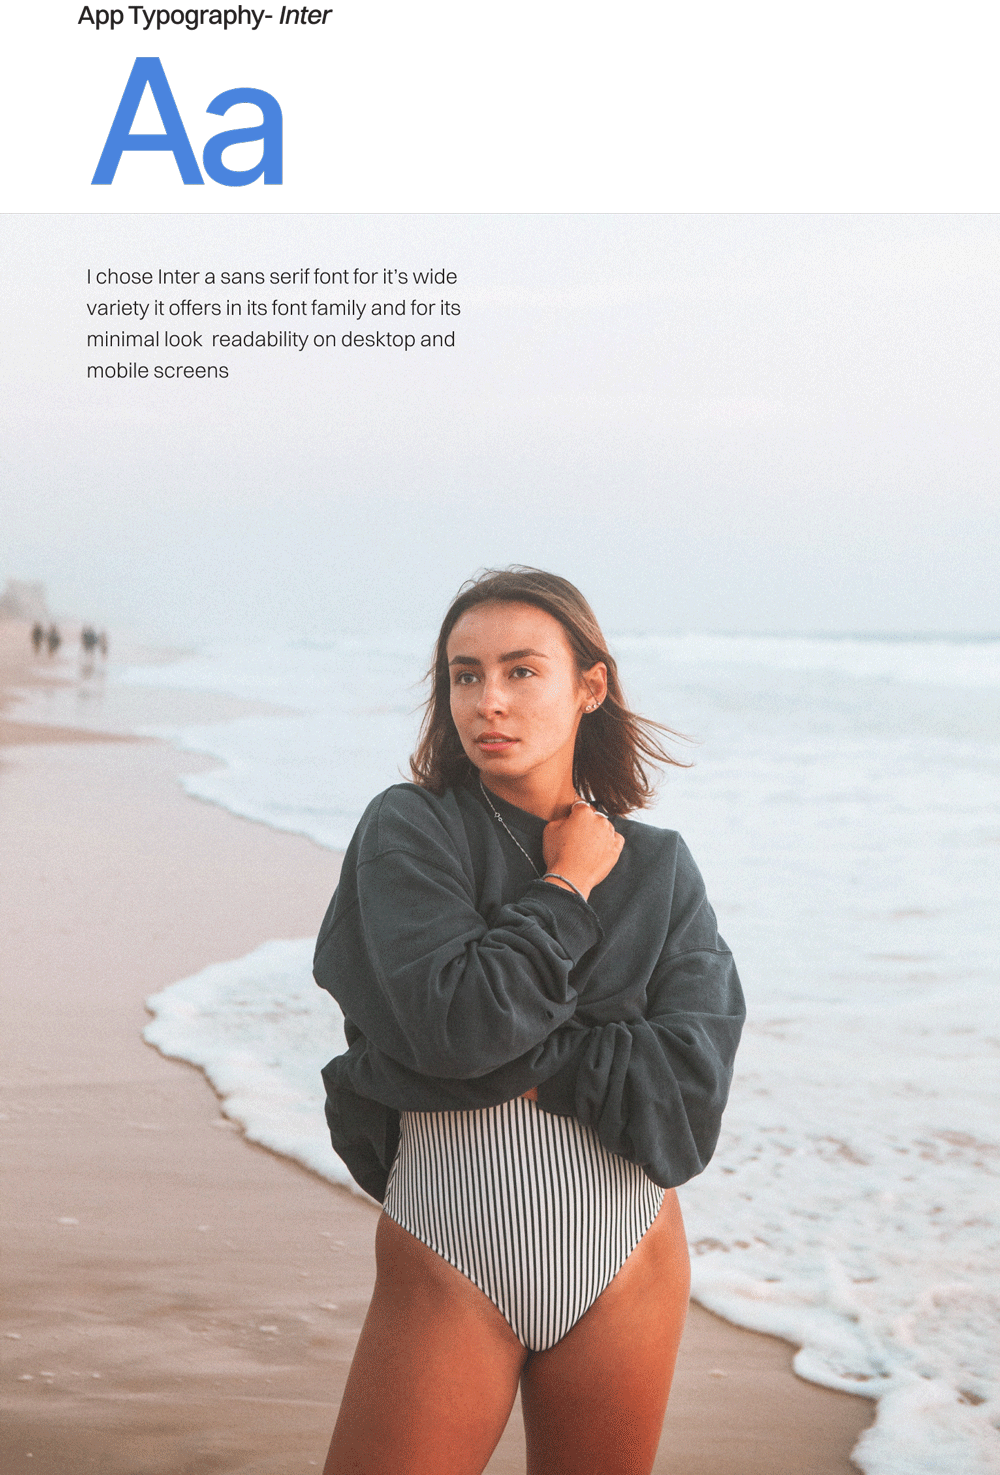 App Typography- Inter
Aa
I chose Inter a sans serif font for it’s wide
variety it offers in its font family and for its
minimal look  readability on desktop and
mobile screens